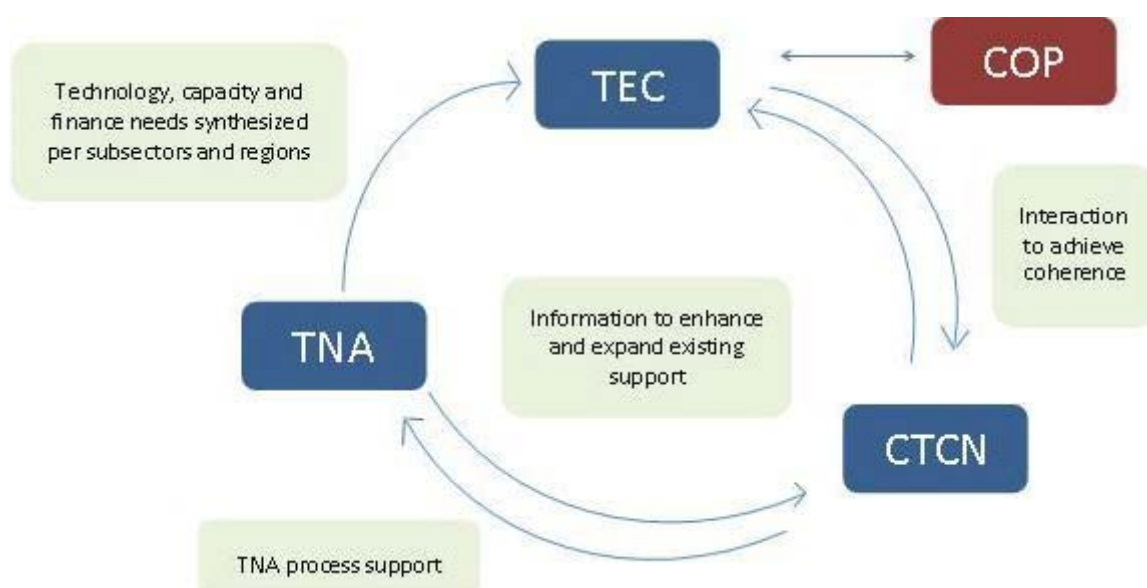 Technology, capacity and
finance needs synthesized
per subsectors and regions
TEC
COP
Interaction
to achieve
coherence
TNA
Information to enhance
and expand existing
support
CTCN
TNA process support